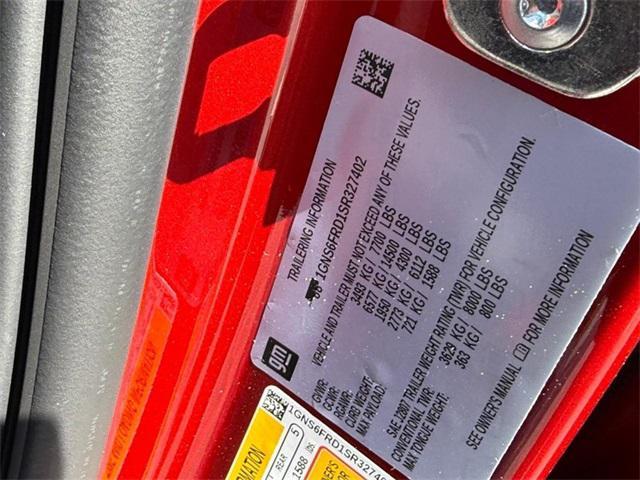 TRAILERING INFORMATION
1GNS6FRD1SR327402
VEHICLE AND TRAILER MUST NOT EXCEED ANY OF THESE VALUES.
GVWR: 3493 KG / 7700 LBS
GCWR: 6577 KG / 14500 LBS
RGAWR: 1950 KG / 4300 LBS
CURB WEIGHT: 2773 KG / 6112 LBS
MAX PAYLOAD: 721 KG / 1588 LBS
SAE J2807 TRAILER WEIGHT RATING (TWR) FOR VEHICLE CONFIGURATION.
CONVENTIONAL TWR: 3629 KG / 8000 LBS
MAX TONGUE WEIGHT: 363 KG / 800 LBS
SEE OWNER'S MANUAL FOR MORE INFORMATION
gm
1GNS6FRD1SR32740
REAR 5
1588